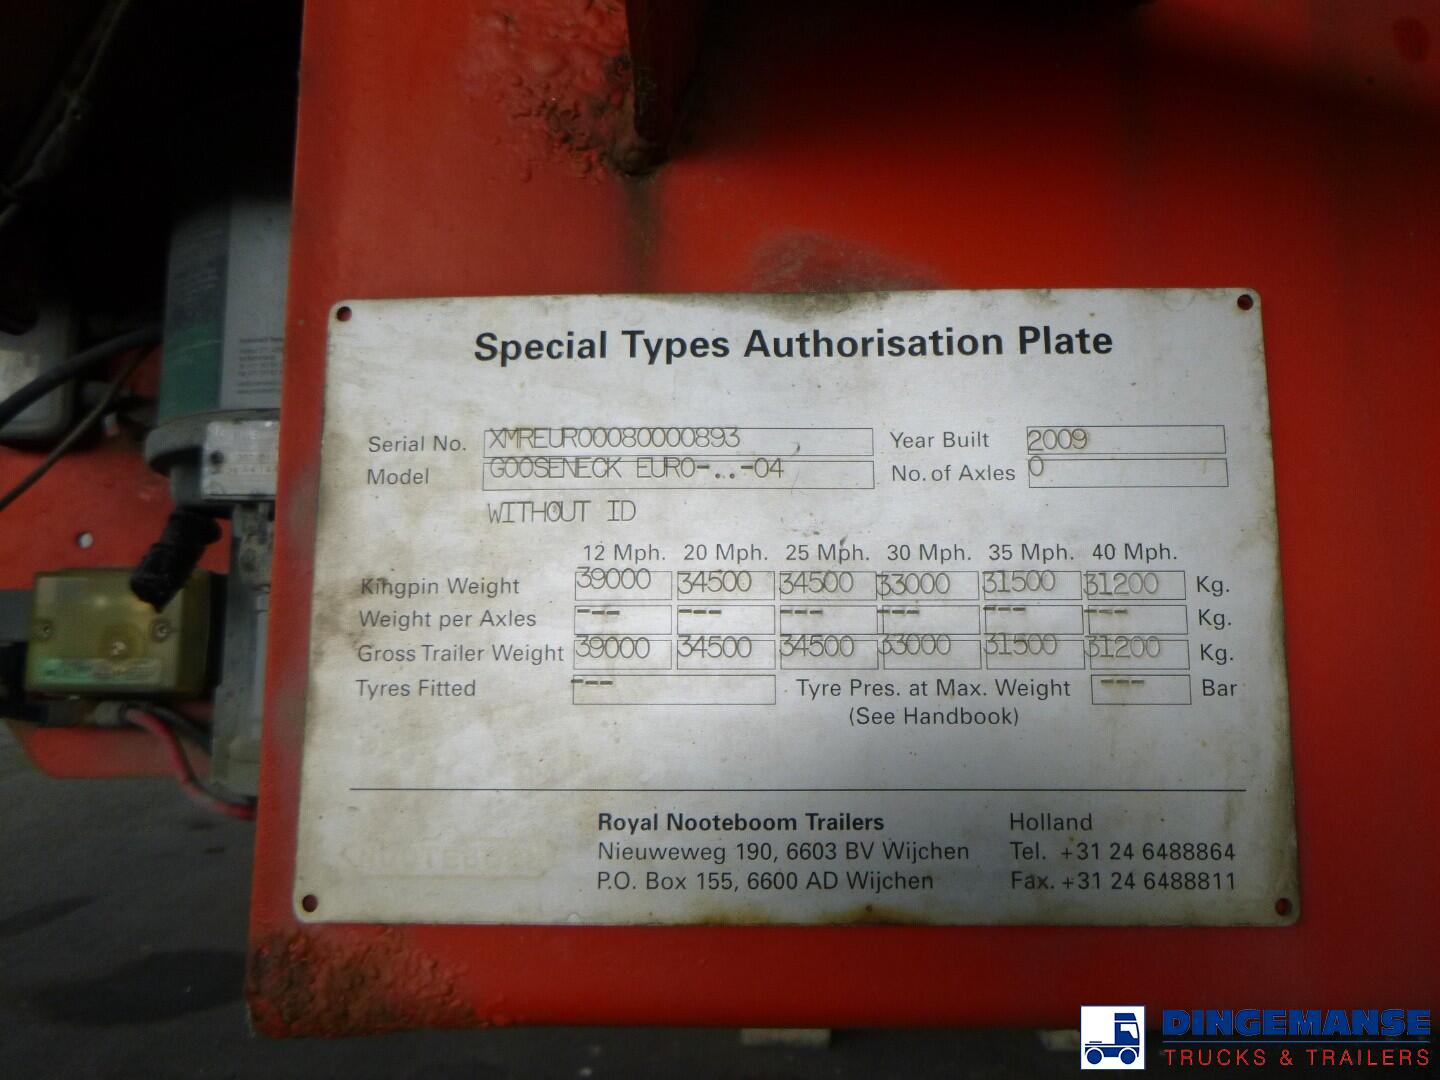 Special Types Authorisation Plate
Serial No. XMREUR00080000893 Year Built 2009
Model GOOSENECK EURO-..-04 No. of Axles 0
WITHOUT ID
12 Mph. 20 Mph. 25 Mph. 30 Mph. 35 Mph. 40 Mph.
Kingpin Weight 39000 34500 34500 33000 31500 31200 Kg.
Weight per Axles --- --- --- --- --- --- Kg.
Gross Trailer Weight 39000 34500 34500 33000 31500 31200 Kg.
Tyres Fitted --- Tyre Pres. at Max. Weight --- Bar
(See Handbook)
Royal Nooteboom Trailers Holland
Nieuweweg 190, 6603 BV Wijchen Tel. +31 24 6488864
P.O. Box 155, 6600 AD Wijchen Fax. +31 24 6488811
NOOTEBOOM
DINGEMANSE
TRUCKS & TRAILERS